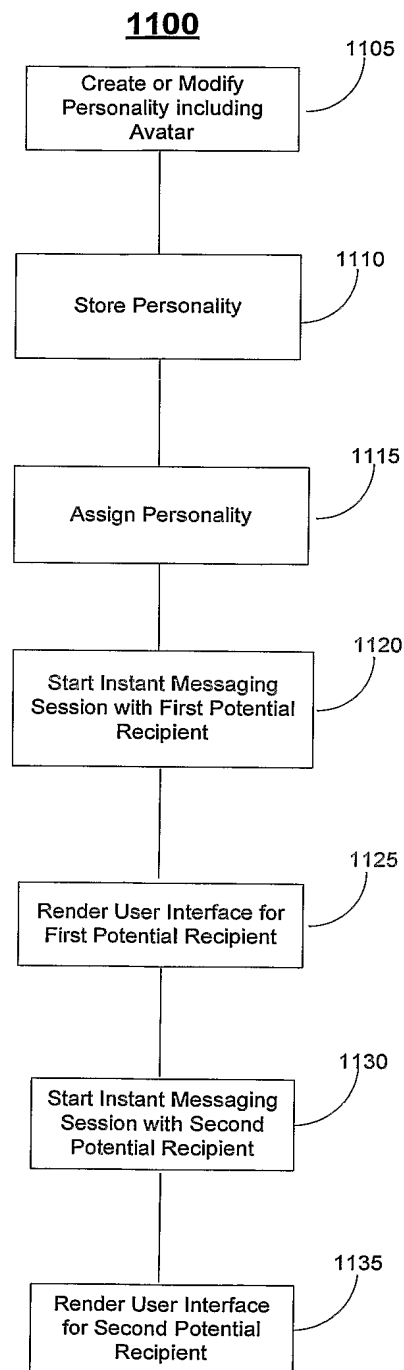 1100
1105
Create or Modify
Personality including
Avatar
1110
Store Personality
1115
Assign Personality
1120
Start Instant Messaging
Session with First Potential
Recipient
1125
Render User Interface for
First Potential Recipient
1130
Start Instant Messaging
Session with Second
Potential Recipient
1135
Render User Interface
for Second Potential
Recipient